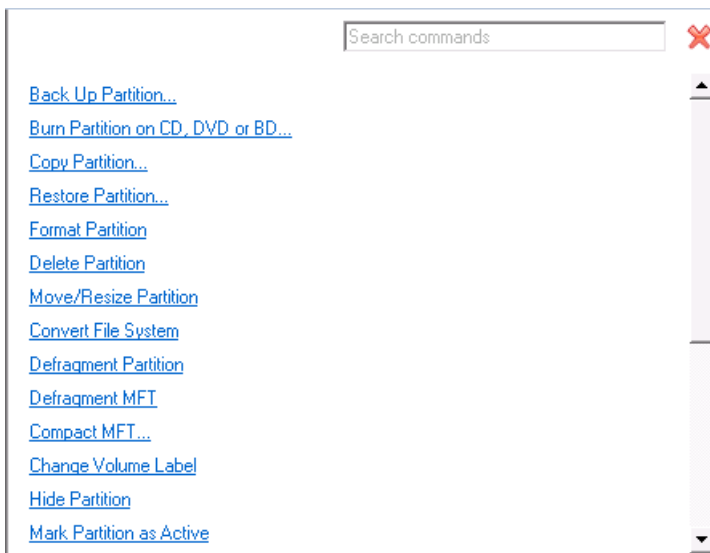 Search commands
Back Up Partition...
Burn Partition on CD, DVD or BD...
Copy Partition...
Restore Partition...
Format Partition
Delete Partition
Move/Resize Partition
Convert File System
Defragment Partition
Defragment MFT
Compact MFT...
Change Volume Label
Hide Partition
Mark Partition as Active